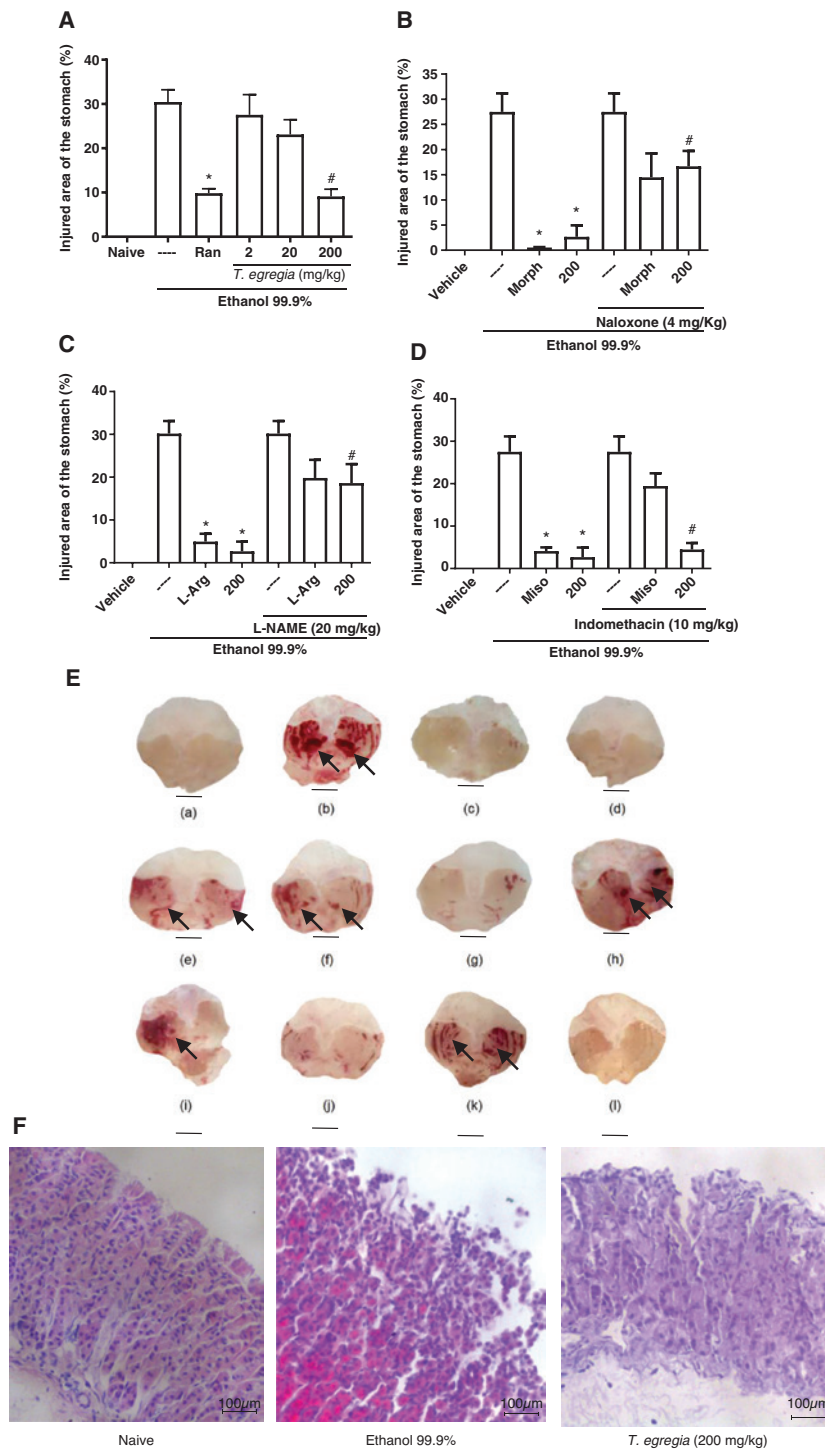 A
Injured area of the stomach (%)
40
30
20
10
0
* #
Naive ---- Ran 2 20 200
T. egregia (mg/kg)
Ethanol 99.9%
B
Injured area of the stomach (%)
35
30
25
20
15
10
5
0
* * #
Vehicle ---- Morph 200 ---- Morph 200
Naloxone (4 mg/Kg)
Ethanol 99.9%
C
Injured area of the stomach (%)
40
30
20
10
0
* * #
Vehicle ---- L-Arg 200 ---- L-Arg 200
L-NAME (20 mg/kg)
Ethanol 99.9%
D
Injured area of the stomach (%)
40
30
20
10
0
* * #
Vehicle ---- Miso 200 ---- Miso 200
Indomethacin (10 mg/kg)
Ethanol 99.9%
E
(a) (b) (c) (d)
(e) (f) (g) (h)
(i) (j) (k) (l)
F
100µm 100µm 100µm
Naive Ethanol 99.9% T. egregia (200 mg/kg)